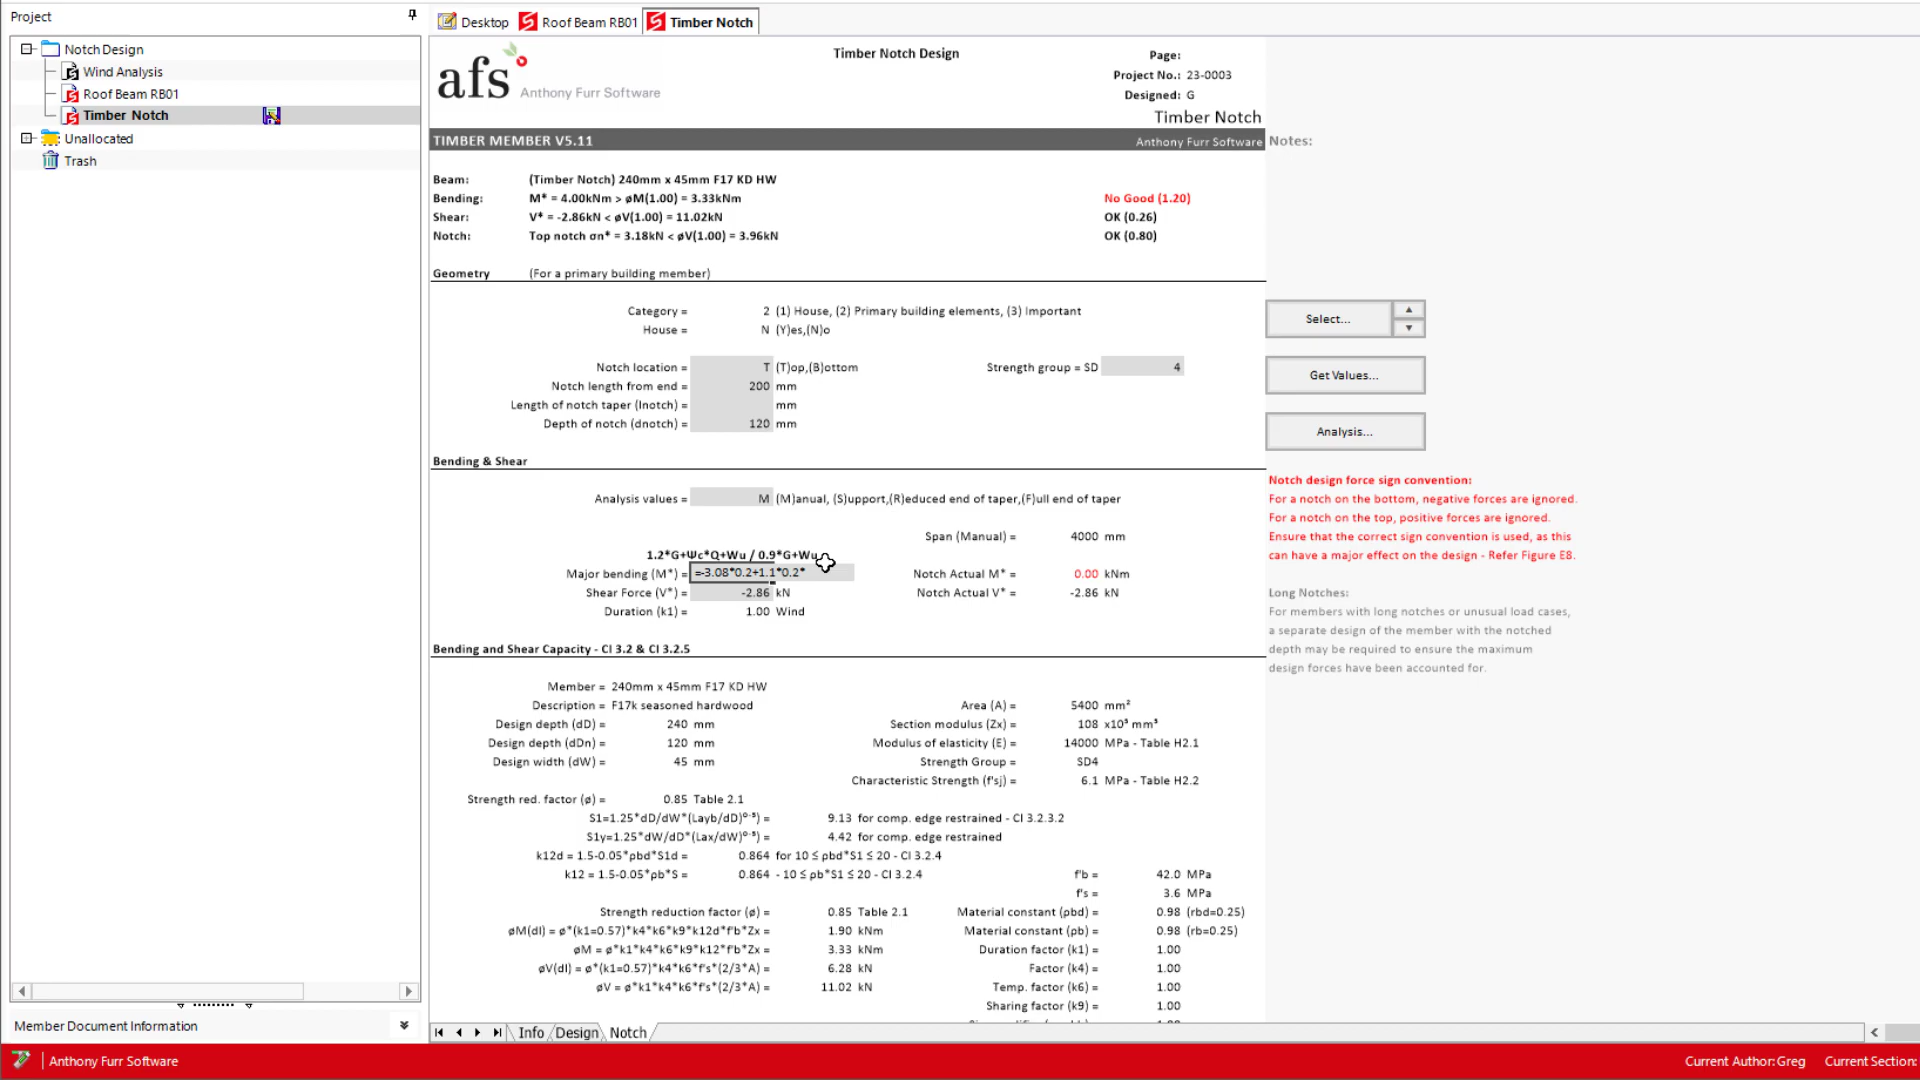 Project
Desktop
Roof Beam RB01
Timber Notch
Notch Design
Wind Analysis
Roof Beam RB01
Timber Notch
Unallocated
Trash
afs
Anthony Furr Software
Timber Notch Design
Page:
Project No.: 23-0003
Designed: G
Timber Notch
TIMBER MEMBER V5.11
Anthony Furr Software
Notes:
Beam: (Timber Notch) 240mm x 45mm F17 KD HW
Bending: M* = 4.00kNm > øM(1.00) = 3.33kNm No Good (1.20)
Shear: V* = -2.86kN < øV(1.00) = 11.02kN OK (0.26)
Notch: Top notch σn* = 3.18kN < øV(1.00) = 3.96kN OK (0.80)
Geometry (For a primary building member)
Category = 2 (1) House, (2) Primary building elements, (3) Important
House = N (Y)es,(N)o
Select...
Notch location = T (T)op,(B)ottom Strength group = SD 4
Get Values...
Notch length from end = 200 mm
Length of notch taper (lnotch) = mm
Depth of notch (dnotch) = 120 mm
Analysis...
Bending & Shear
Notch design force sign convention:
For a notch on the bottom, negative forces are ignored.
For a notch on the top, positive forces are ignored.
Ensure that the correct sign convention is used, as this
can have a major effect on the design - Refer Figure E8.
Analysis values = M (M)anual, (S)upport,(R)educed end of taper,(F)ull end of taper
Span (Manual) = 4000 mm
1.2*G+Ψc*Q+Wu / 0.9*G+Wu
Major bending (M*) = =-3.08*0.2+1.1*0.2* Notch Actual M* = 0.00 kNm
Shear Force (V*) = -2.86 kN Notch Actual V* = -2.86 kN
Duration (k1) = 1.00 Wind
Long Notches:
For members with long notches or unusual load cases,
a separate design of the member with the notched
depth may be required to ensure the maximum
design forces have been accounted for.
Bending and Shear Capacity - Cl 3.2 & Cl 3.2.5
Member = 240mm x 45mm F17 KD HW
Description = F17k seasoned hardwood Area (A) = 5400 mm²
Design depth (dD) = 240 mm Section modulus (Zx) = 108 x10³ mm³
Design depth (dDn) = 120 mm Modulus of elasticity (E) = 14000 MPa - Table H2.1
Design width (dW) = 45 mm Strength Group = SD4
Characteristic Strength (f'sj) = 6.1 MPa - Table H2.2
Strength red. factor (ø) = 0.85 Table 2.1
S1=1.25*dD/dW*(Layb/dD)⁰·⁵) = 9.13 for comp. edge restrained - Cl 3.2.3.2
S1y=1.25*dW/dD*(Lax/dW)⁰·⁵) = 4.42 for comp. edge restrained
k12d = 1.5-0.05*ρbd*S1d = 0.864 for 10 ≤ ρbd*S1 ≤ 20 - Cl 3.2.4
k12 = 1.5-0.05*ρb*S = 0.864 - 10 ≤ ρb*S1 ≤ 20 - Cl 3.2.4 f'b = 42.0 MPa
f's = 3.6 MPa
Strength reduction factor (ø) = 0.85 Table 2.1 Material constant (ρbd) = 0.98 (rbd=0.25)
øM(dl) = ø*(k1=0.57)*k4*k6*k9*k12d*f'b*Zx = 1.90 kNm Material constant (ρb) = 0.98 (rb=0.25)
øM = ø*k1*k4*k6*k9*k12*f'b*Zx = 3.33 kNm Duration factor (k1) = 1.00
øV(dl) = ø*(k1=0.57)*k4*k6*f's*(2/3*A) = 6.28 kN Factor (k4) = 1.00
øV = ø*k1*k4*k6*f's*(2/3*A) = 11.02 kN Temp. factor (k6) = 1.00
Sharing factor (k9) = 1.00
Member Document Information
Info
Design
Notch
Anthony Furr Software
Current Author: Greg
Current Section: